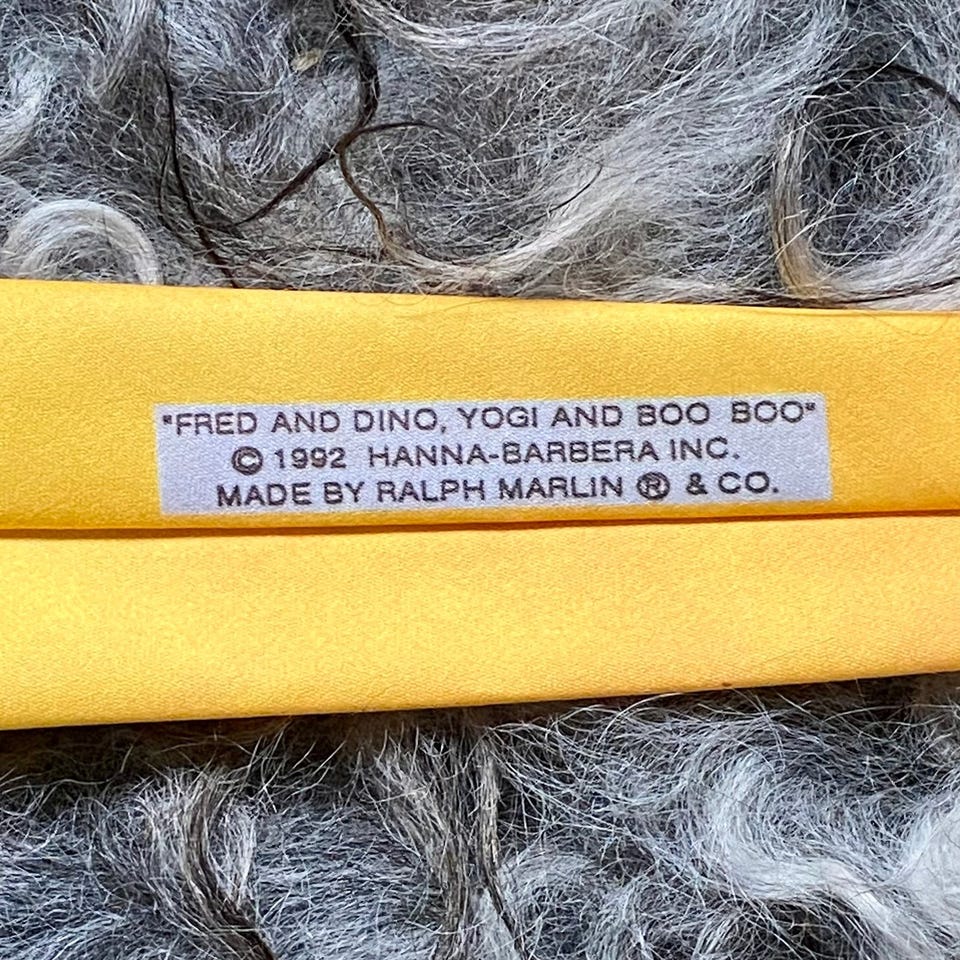 "FRED AND DINO, YOGI AND BOO BOO"
© 1992 HANNA-BARBERA INC.
MADE BY RALPH MARLIN ® & CO.